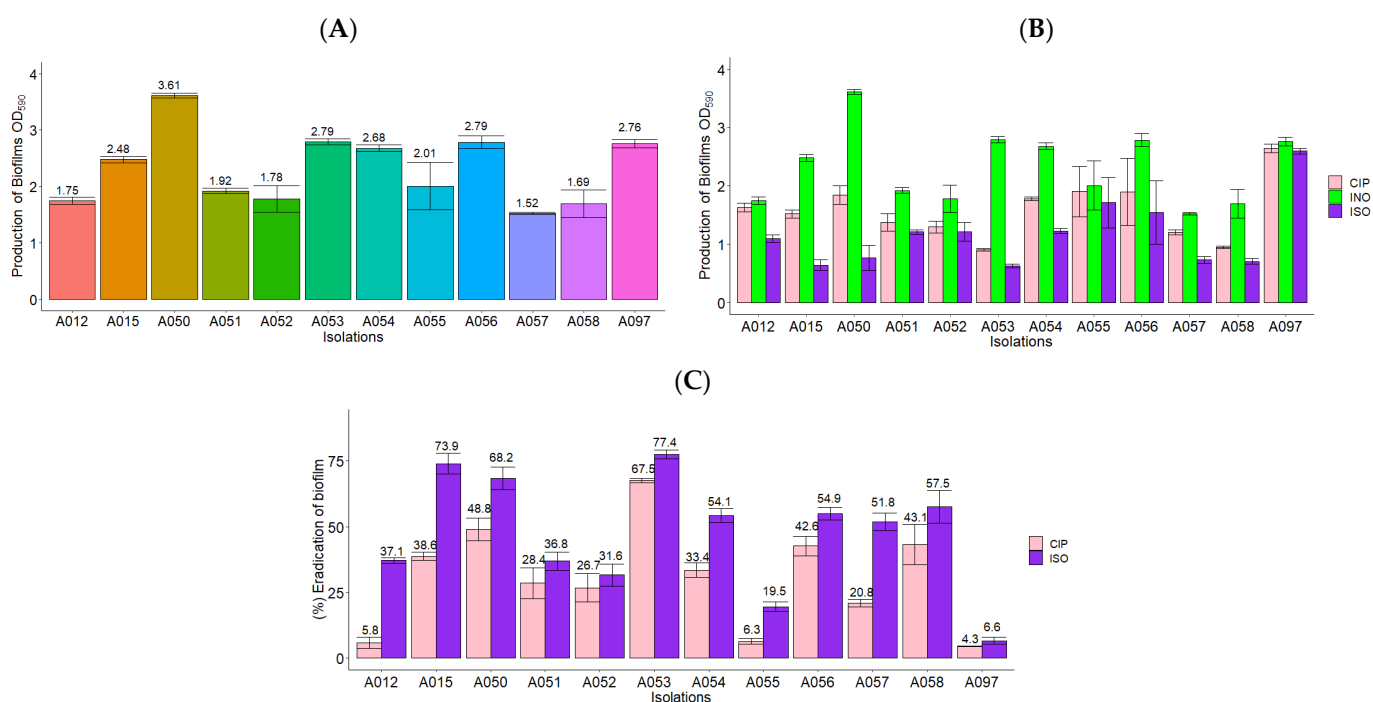 (A)
Production of Biofilms OD590
4
3
2
1
0
1.75
2.48
3.61
1.92
1.78
2.79
2.68
2.01
2.79
1.52
1.69
2.76
A012 A015 A050 A051 A052 A053 A054 A055 A056 A057 A058 A097
Isolations
(B)
Production of Biofilms OD590
4
3
2
1
0
A012 A015 A050 A051 A052 A053 A054 A055 A056 A057 A058 A097
Isolations
CIP
INO
ISO
(C)
(%) Eradication of biofilm
75
50
25
0
5.8 37.1
38.6 73.9
48.8 68.2
28.4 36.8
26.7 31.6
67.5 77.4
33.4 54.1
6.3 19.5
42.6 54.9
20.8 51.8
43.1 57.5
4.3 6.6
A012 A015 A050 A051 A052 A053 A054 A055 A056 A057 A058 A097
Isolations
CIP
ISO